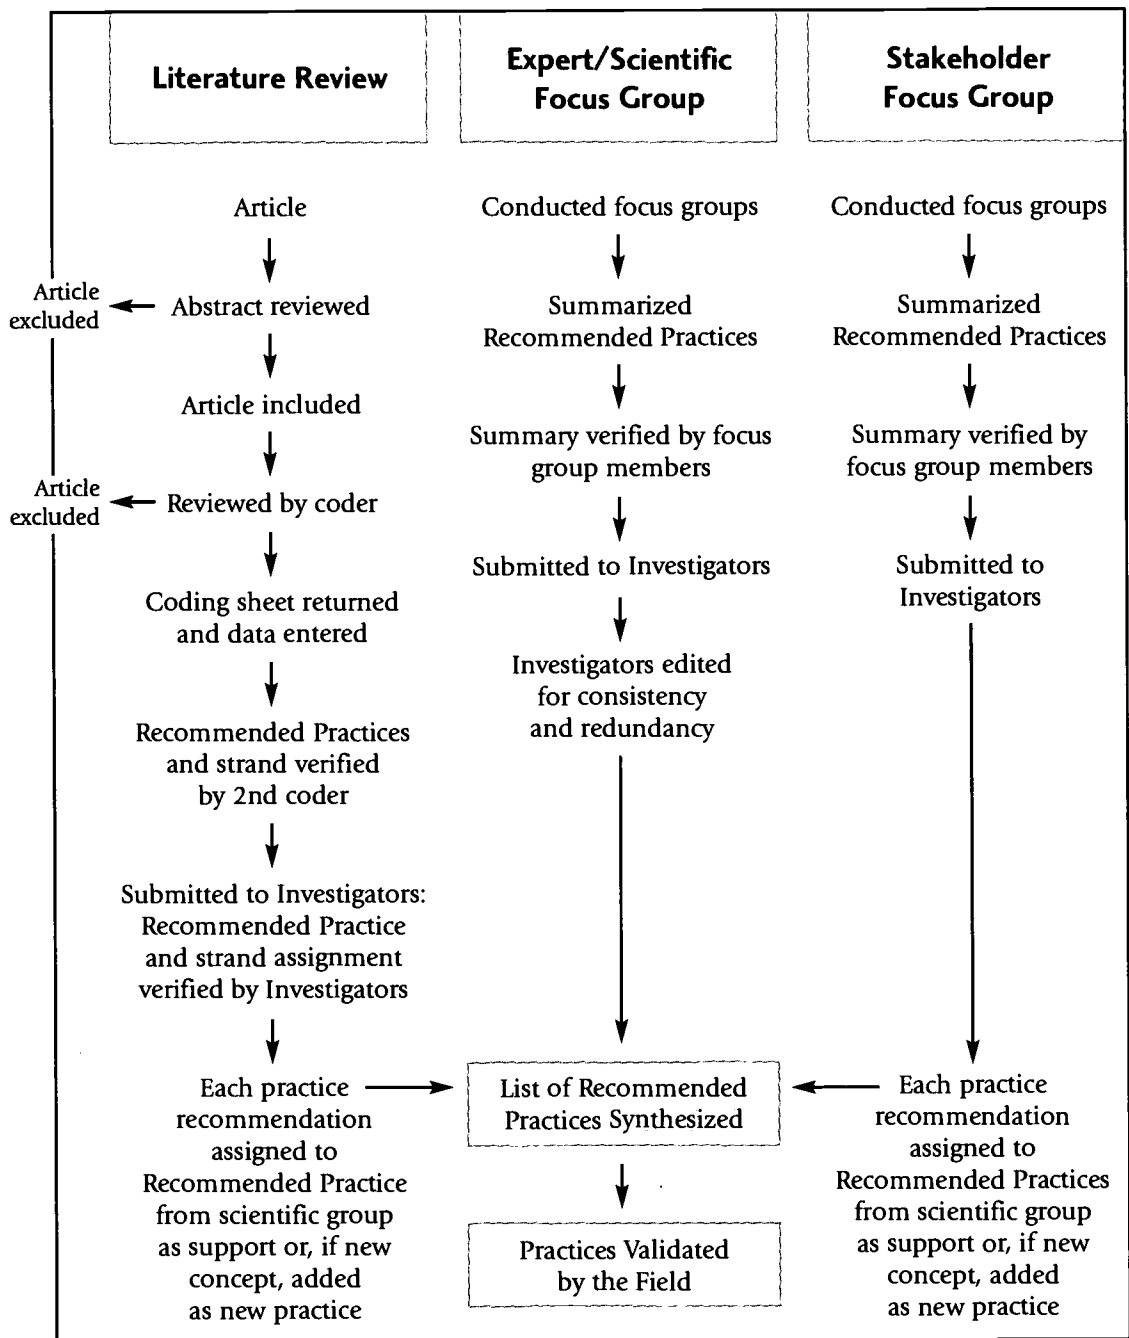 Literature Review
Article
Abstract reviewed
Article
excluded
Article included
Reviewed by coder
Article
excluded
Coding sheet returned
and data entered
Recommended Practices
and strand verified
by 2nd coder
Submitted to Investigators:
Recommended Practice
and strand assignment
verified by Investigators
Each practice
recommendation
assigned to
Recommended Practice
from scientific group
as support or, if new
concept, added
as new practice
Expert/Scientific
Focus Group
Conducted focus groups
Summarized
Recommended Practices
Summary verified by focus
group members
Submitted to Investigators
Investigators edited
for consistency
and redundancy
List of Recommended
Practices Synthesized
Practices Validated
by the Field
Stakeholder
Focus Group
Conducted focus groups
Summarized
Recommended Practices
Summary verified by
focus group members
Submitted to
Investigators
Each practice
recommendation
assigned to
Recommended Practices
from scientific group
as support or, if new
concept, added
as new practice